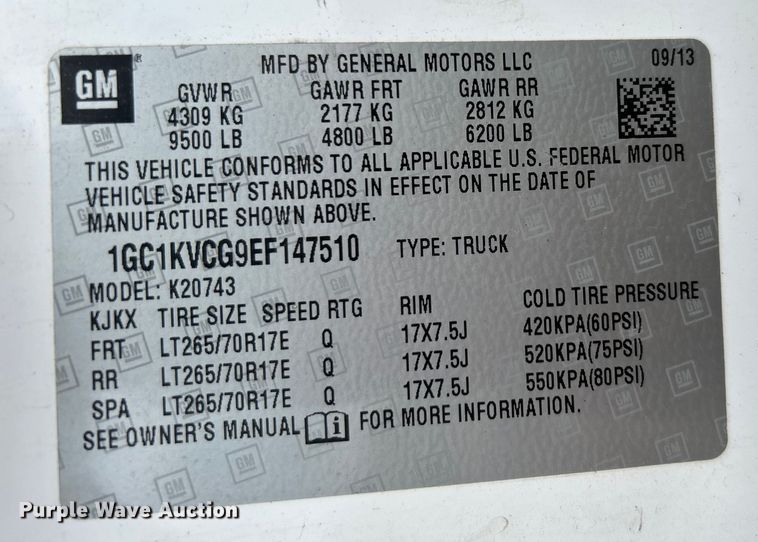 GM
MFD BY GENERAL MOTORS LLC 09/13
GVWR GAWR FRT GAWR RR
4309 KG 2177 KG 2812 KG
9500 LB 4800 LB 6200 LB
THIS VEHICLE CONFORMS TO ALL APPLICABLE U.S. FEDERAL MOTOR
VEHICLE SAFETY STANDARDS IN EFFECT ON THE DATE OF
MANUFACTURE SHOWN ABOVE.
1GC1KVCG9EF147510 TYPE: TRUCK
MODEL: K20743
KJKX TIRE SIZE SPEED RTG RIM COLD TIRE PRESSURE
FRT LT265/70R17E Q 17X7.5J 420KPA(60PSI)
RR LT265/70R17E Q 17X7.5J 520KPA(75PSI)
SPA LT265/70R17E Q 17X7.5J 550KPA(80PSI)
SEE OWNER'S MANUAL i FOR MORE INFORMATION.
Purple Wave Auction